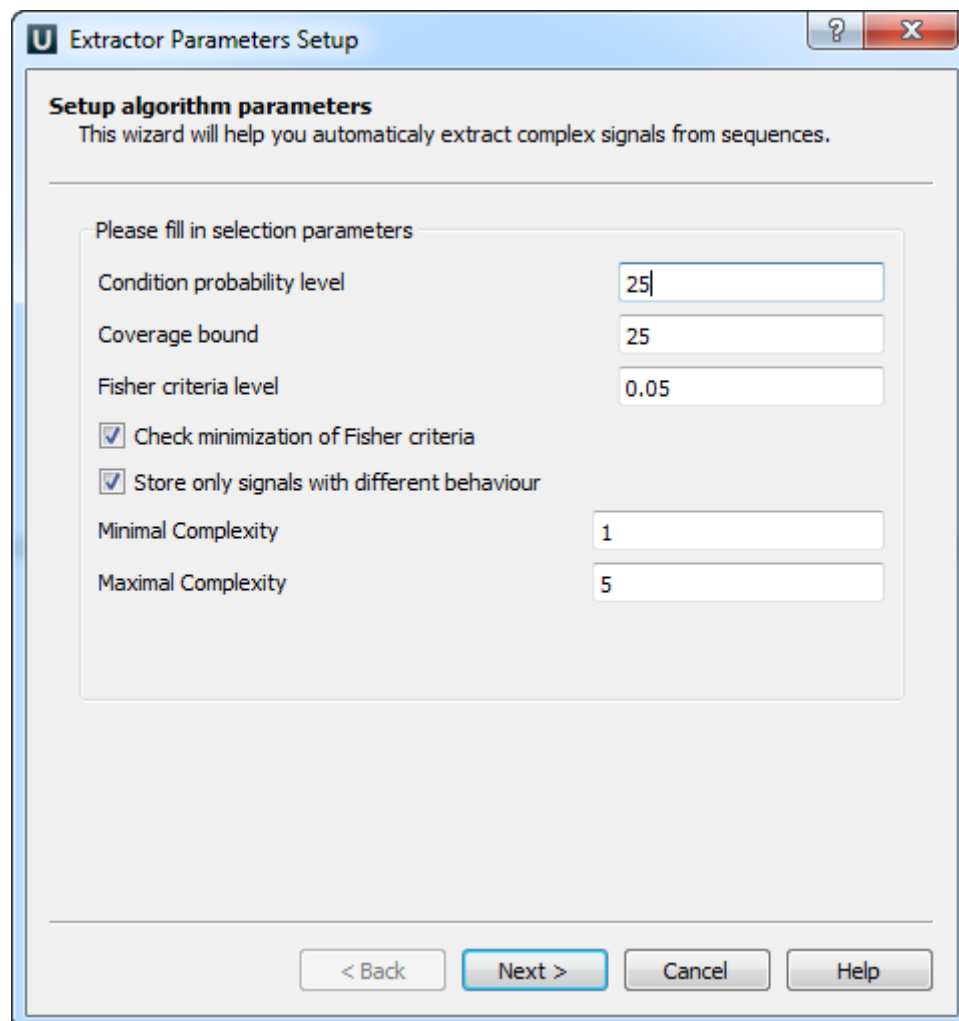 U Extractor Parameters Setup
Setup algorithm parameters
This wizard will help you automaticaly extract complex signals from sequences.
Please fill in selection parameters
Condition probability level 25
Coverage bound 25
Fisher criteria level 0.05
Check minimization of Fisher criteria
Store only signals with different behaviour
Minimal Complexity 1
Maximal Complexity 5
< Back Next > Cancel Help